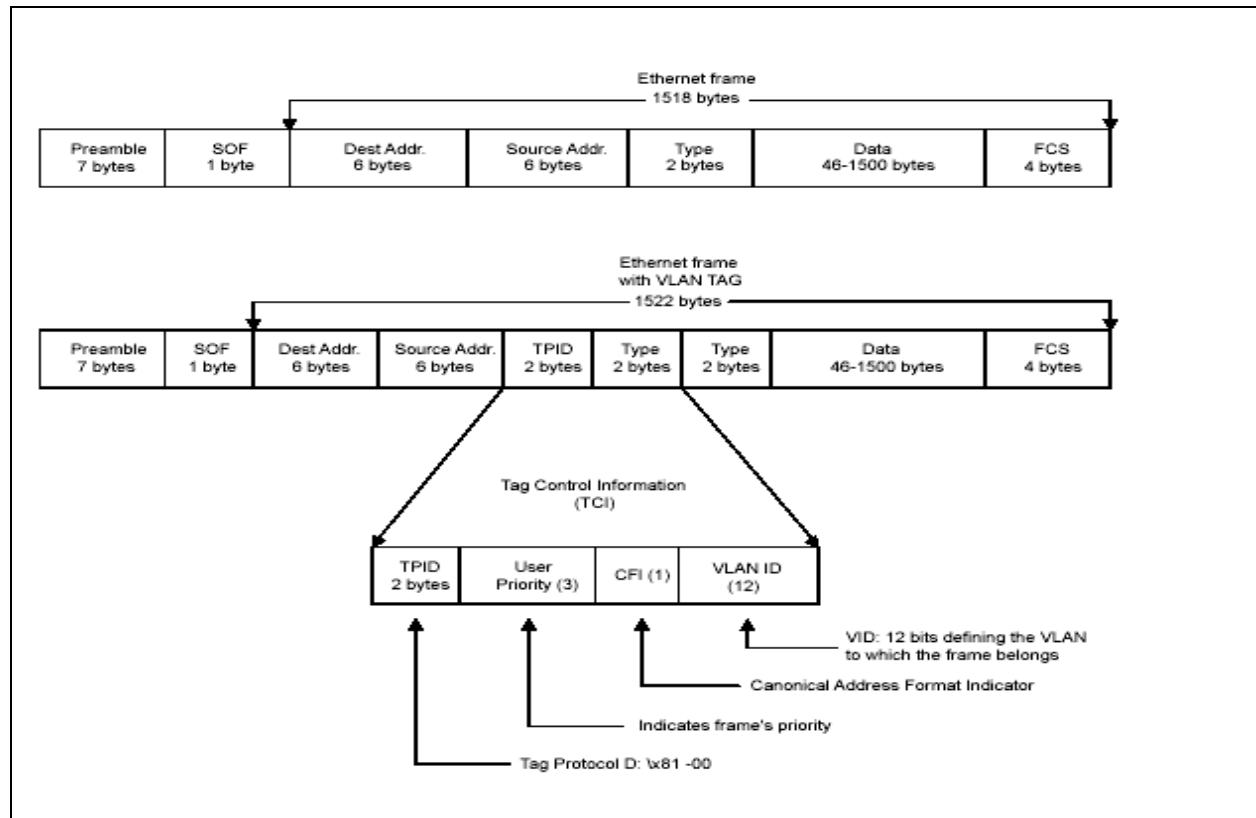 Ethernet frame
1518 bytes
Preamble
7 bytes
SOF
1 byte
Dest Addr.
6 bytes
Source Addr.
6 bytes
Type
2 bytes
Data
46-1500 bytes
FCS
4 bytes
Ethernet frame
with VLAN TAG
1522 bytes
Preamble
7 bytes
SOF
1 byte
Dest Addr.
6 bytes
Source Addr.
6 bytes
TPID
2 bytes
Type
2 bytes
Type
2 bytes
Data
46-1500 bytes
FCS
4 bytes
Tag Control Information
(TCI)
TPID
2 bytes
User
Priority (3)
CFI (1)
VLAN ID
(12)
VID: 12 bits defining the VLAN
to which the frame belongs
Canonical Address Format Indicator
Indicates frame's priority
Tag Protocol D: \x81 -00